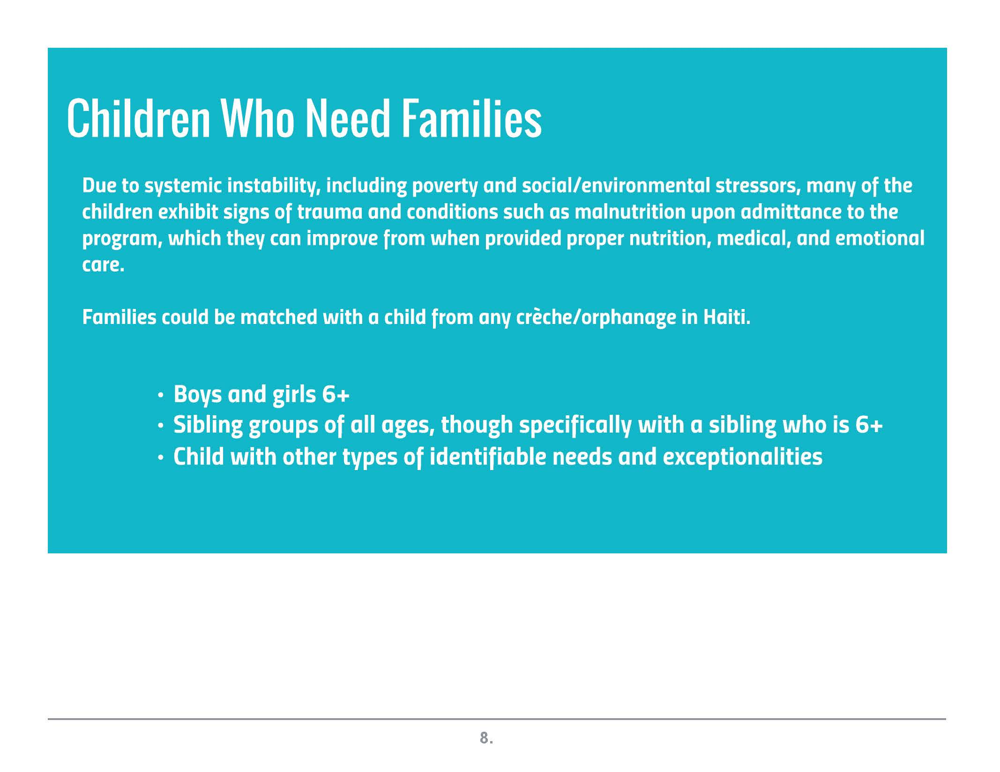 Children Who Need Families
Due to systemic instability, including poverty and social/environmental stressors, many of the
children exhibit signs of trauma and conditions such as malnutrition upon admittance to the
program, which they can improve from when provided proper nutrition, medical, and emotional
care.
Families could be matched with a child from any crèche/orphanage in Haiti.
• Boys and girls 6+
• Sibling groups of all ages, though specifically with a sibling who is 6+
• Child with other types of identifiable needs and exceptionalities
8.